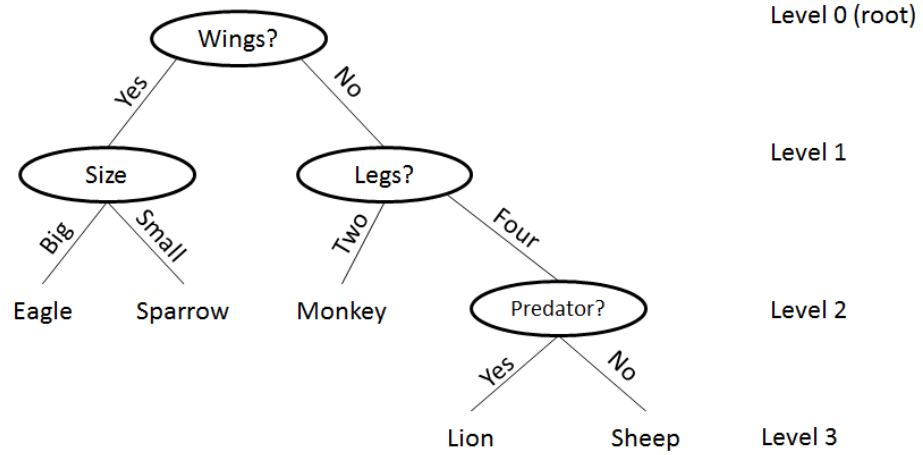 Level 0 (root)
Wings?
Yes
No
Level 1
Size
Legs?
Big
Small
Two
Four
Eagle
Sparrow
Monkey
Predator?
Level 2
Yes
No
Lion
Sheep
Level 3